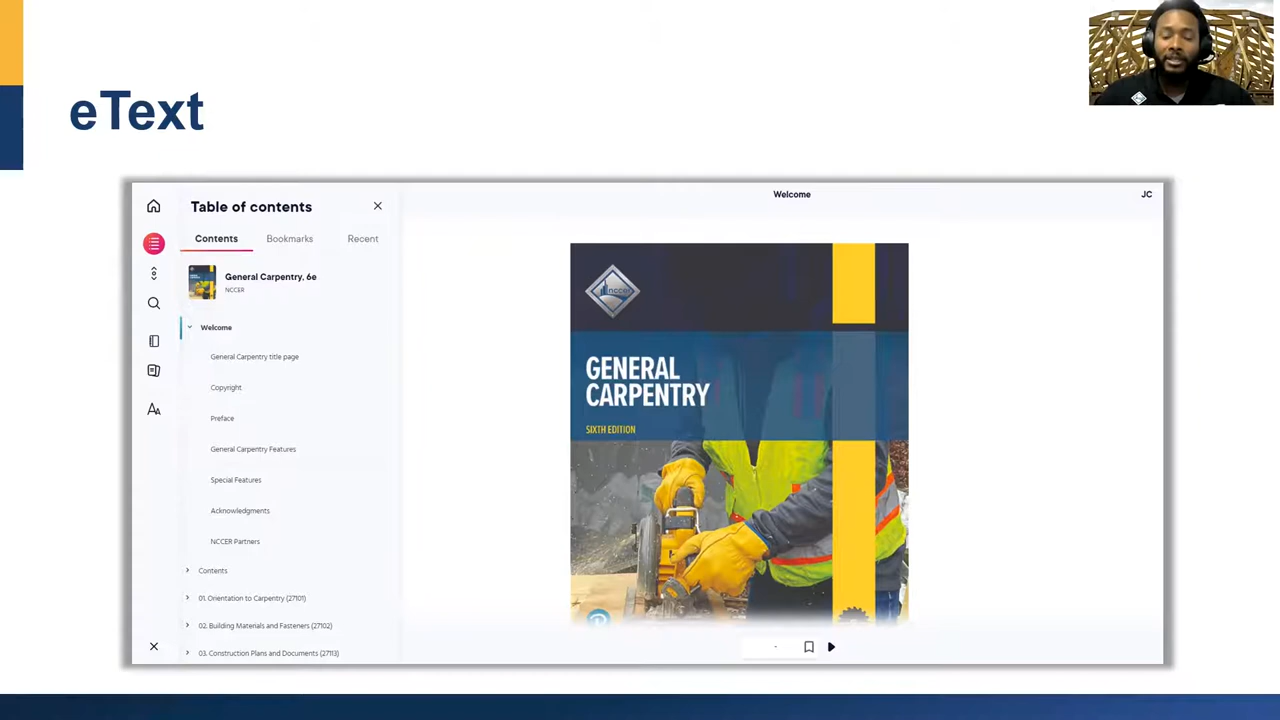 eText
Table of contents
Welcome
JC
Contents
Bookmarks
Recent
General Carpentry, 6e
NCCER
Welcome
General Carpentry title page
Copyright
Preface
General Carpentry Features
Special Features
Acknowledgments
NCCER Partners
Contents
01. Orientation to Carpentry (27101)
02. Building Materials and Fasteners (27102)
03. Construction Plans and Documents (27113)
nccer
GENERAL
CARPENTRY
SIXTH EDITION